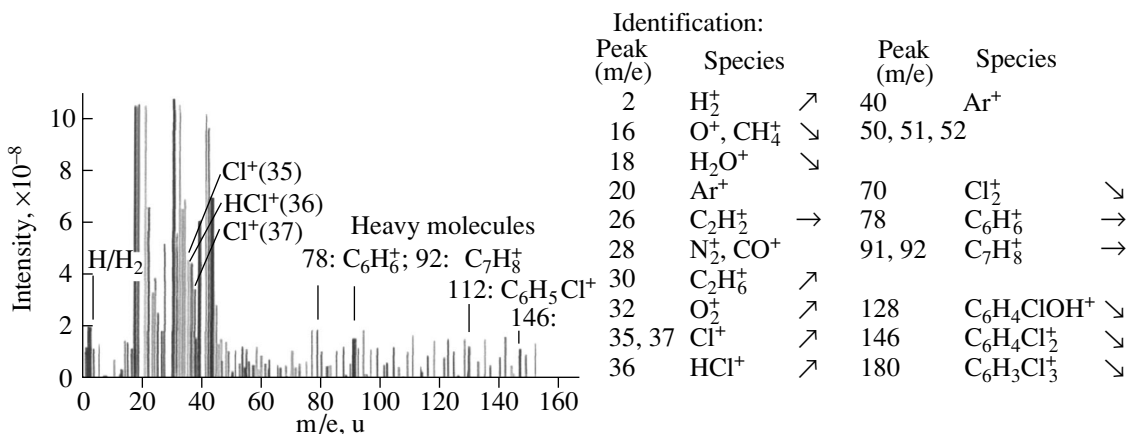 Intensity, ×10⁻⁸
10
8
6
4
2
0
H/H₂
Cl⁺(35)
HCl⁺(36)
Cl⁺(37)
Heavy molecules
78: C₆H₆⁺; 92: C₇H₈⁺
112: C₆H₅Cl⁺
146:
0 20 40 60 80 100 120 140 160
m/e, u
Identification:
Peak (m/e) Species Peak (m/e) Species
2 H₂⁺ ↗ 40 Ar⁺
16 O⁺, CH₄⁺ ↘ 50, 51, 52
18 H₂O⁺ ↘
20 Ar⁺ 70 Cl₂⁺ ↘
26 C₂H₂⁺ → 78 C₆H₆⁺ →
28 N₂⁺, CO⁺ 91, 92 C₇H₈⁺ →
30 C₂H₆⁺ ↗
32 O₂⁺ ↗ 128 C₆H₄ClOH⁺ ↘
35, 37 Cl⁺ ↗ 146 C₆H₄Cl₂⁺ ↘
36 HCl⁺ ↗ 180 C₆H₃Cl₃⁺ ↘